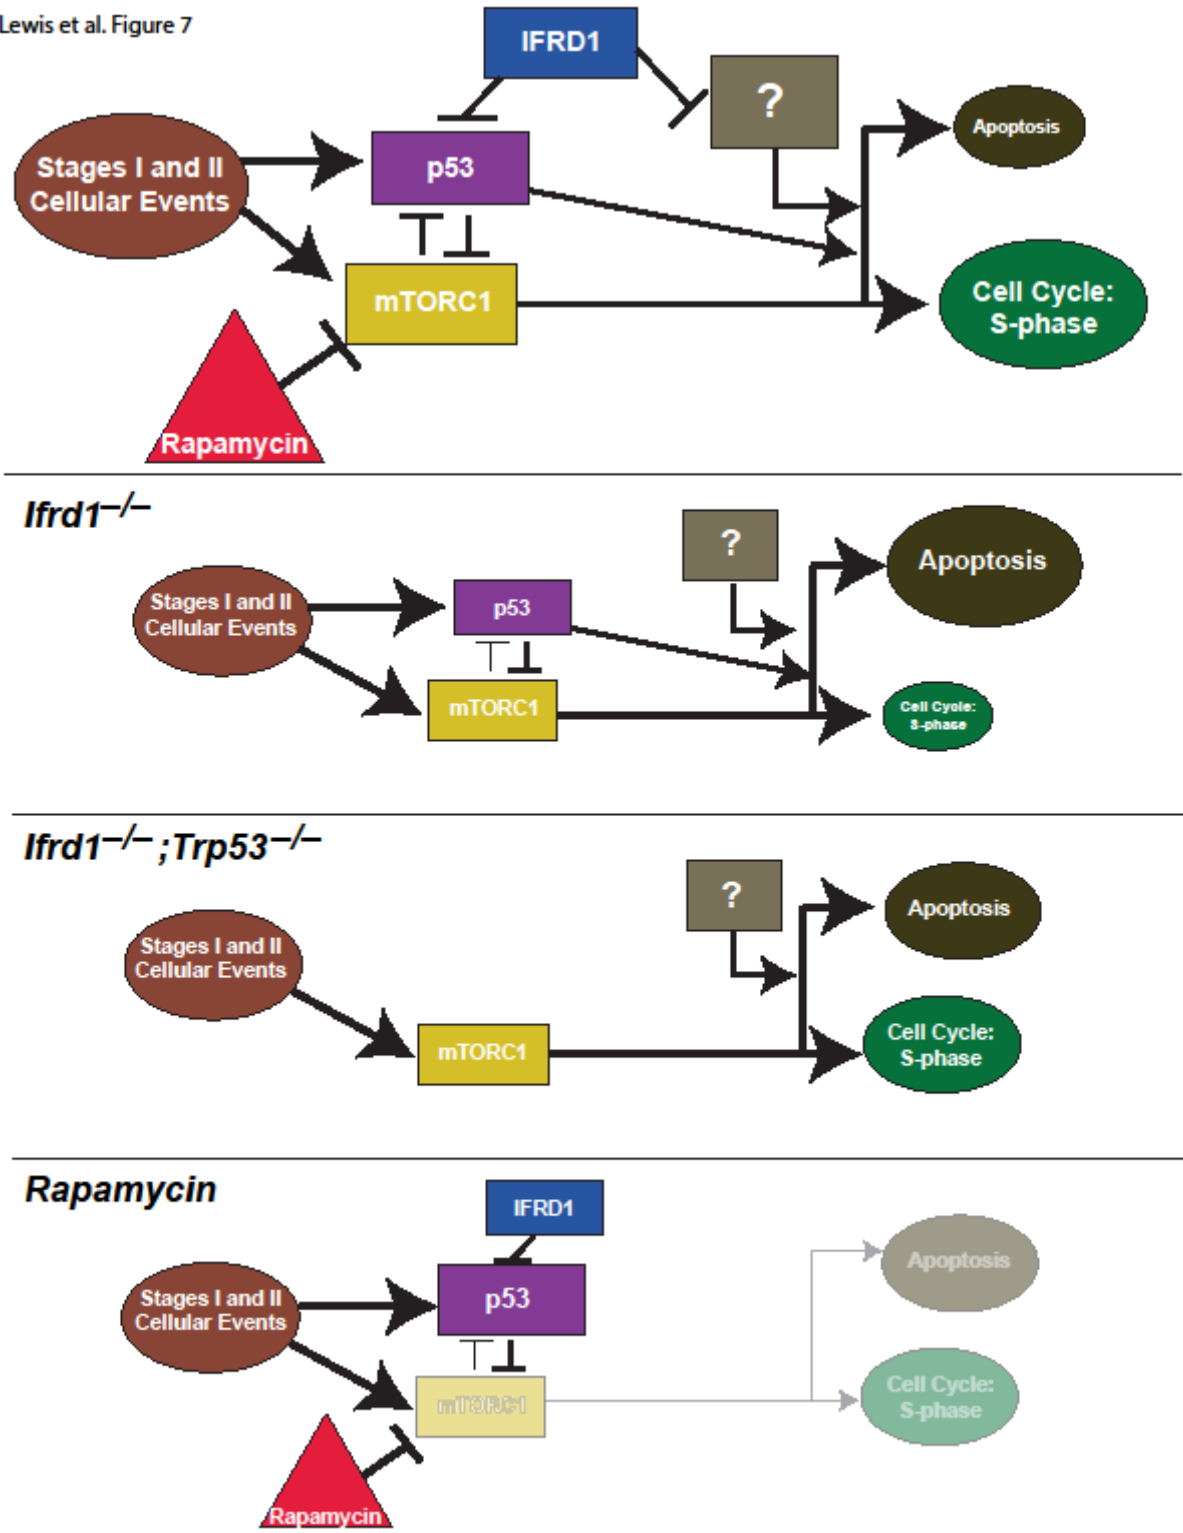 Lewis et al. Figure 7
IFRD1
?
Apoptosis
p53
Stages I and II
Cellular Events
mTORC1
Cell Cycle:
S-phase
Rapamycin
Ifrd1–/–
?
Apoptosis
Stages I and II
Cellular Events
p53
mTORC1
Cell Cycle:
S-phase
Ifrd1–/– ;Trp53–/–
?
Apoptosis
Stages I and II
Cellular Events
mTORC1
Cell Cycle:
S-phase
Rapamycin
IFRD1
Apoptosis
Stages I and II
Cellular Events
p53
mTORC1
Cell Cycle:
S-phase
Rapamycin